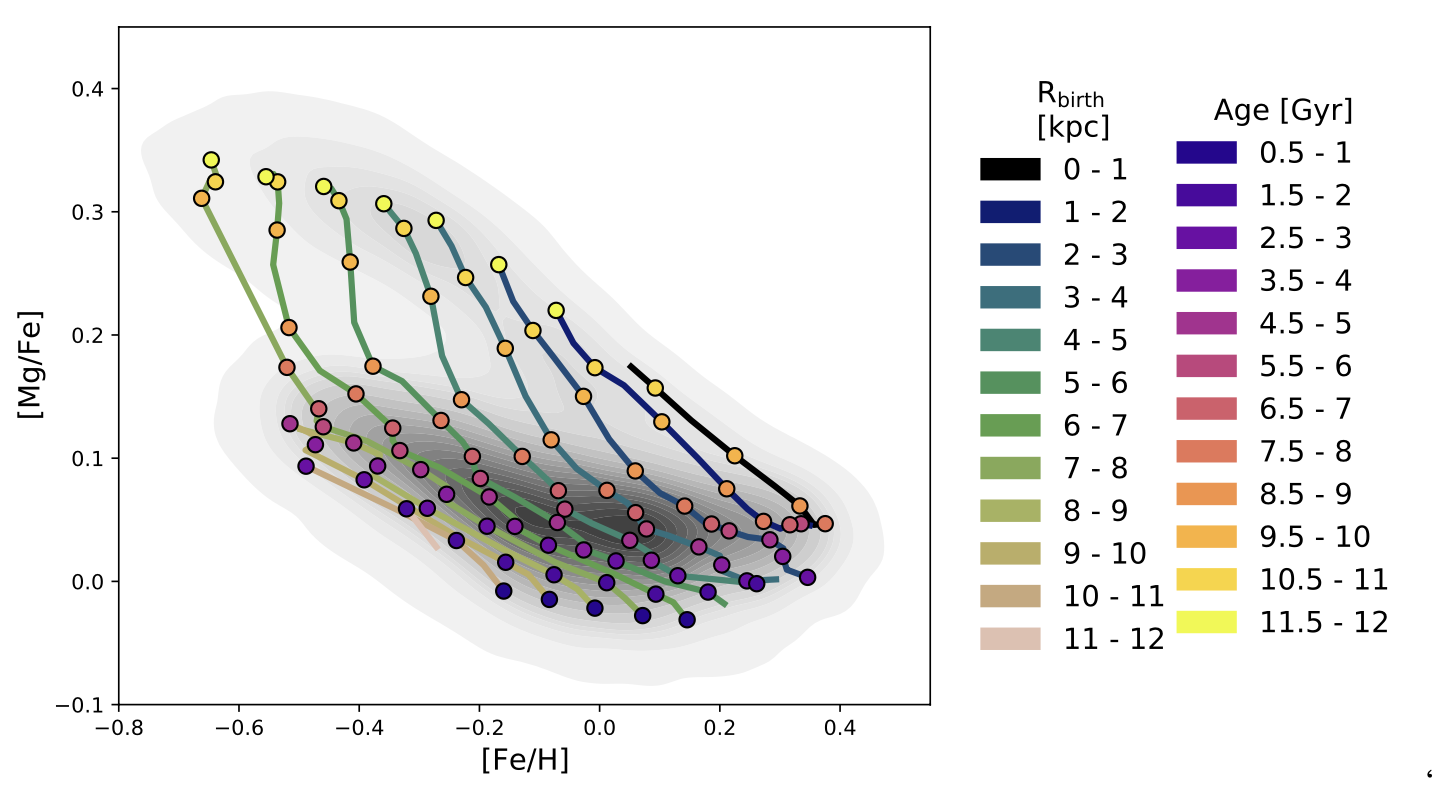 0.4
0.3
0.2
0.1
0.0
−0.1
[Mg/Fe]
−0.8
−0.6
−0.4
−0.2
0.0
0.2
0.4
[Fe/H]
R_birth
[kpc]
0 - 1
1 - 2
2 - 3
3 - 4
4 - 5
5 - 6
6 - 7
7 - 8
8 - 9
9 - 10
10 - 11
11 - 12
Age [Gyr]
0.5 - 1
1.5 - 2
2.5 - 3
3.5 - 4
4.5 - 5
5.5 - 6
6.5 - 7
7.5 - 8
8.5 - 9
9.5 - 10
10.5 - 11
11.5 - 12
‘